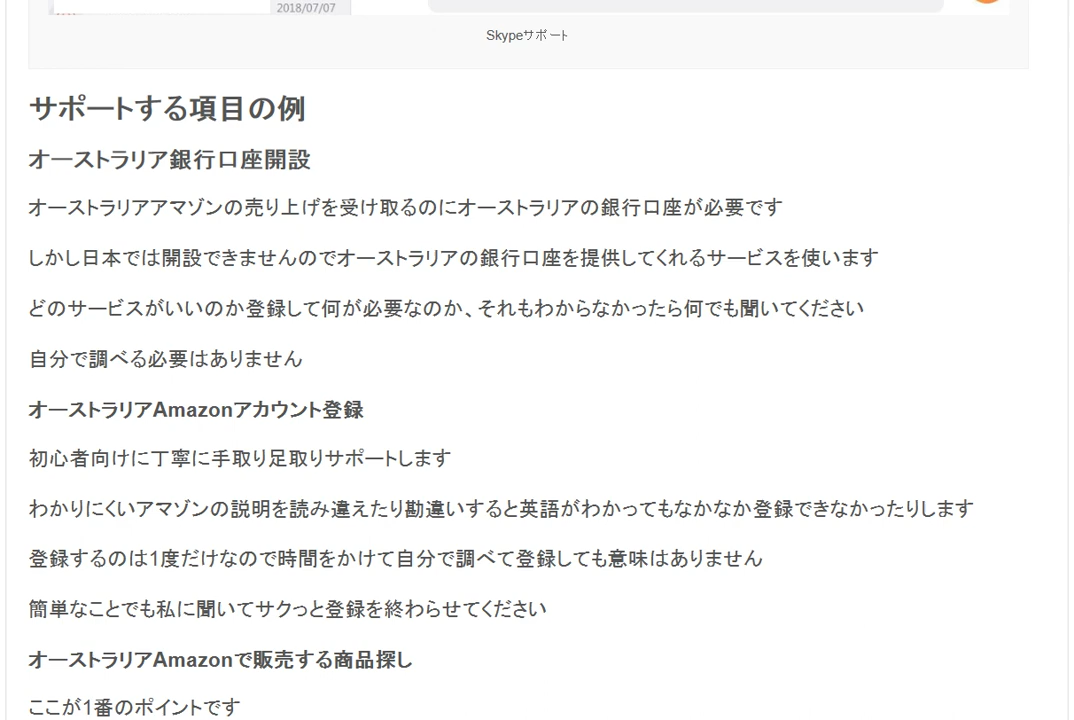 2018/07/07
Skypeサポート
サポートする項目の例
オーストラリア銀行口座開設
オーストラリアアマゾンの売り上げを受け取るのにオーストラリアの銀行口座が必要です
しかし日本では開設できませんのでオーストラリアの銀行口座を提供してくれるサービスを使います
どのサービスがいいのか登録して何が必要なのか、それもわからなかったら何でも聞いてください
自分で調べる必要はありません
オーストラリアAmazonアカウント登録
初心者向けに丁寧に手取り足取りサポートします
わかりにくいアマゾンの説明を読み違えたり勘違いすると英語がわかってもなかなか登録できなかったりします
登録するのは1度だけなので時間をかけて自分で調べて登録しても意味はありません
簡単なことでも私に聞いてサクっと登録を終わらせてください
オーストラリアAmazonで販売する商品探し
ここが1番のポイントです